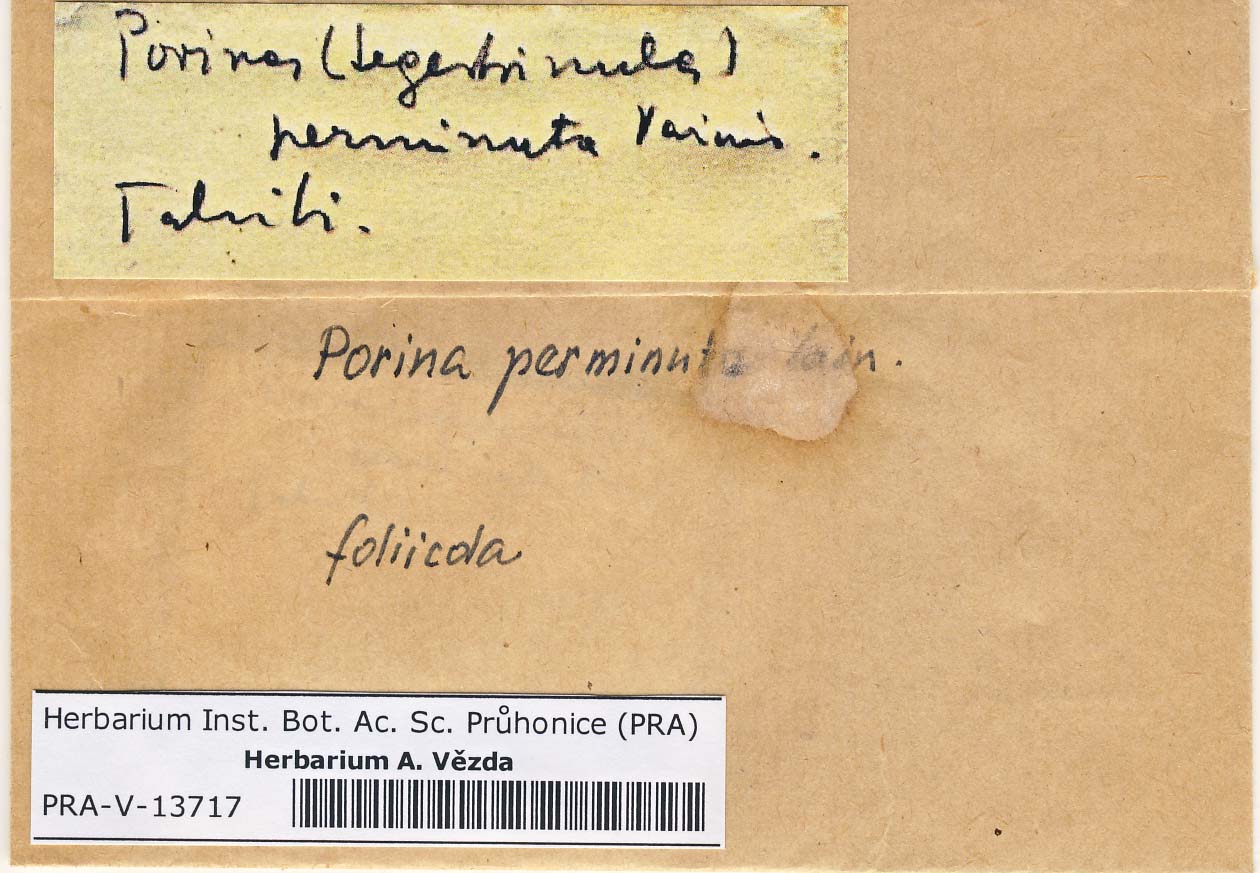 Porina (Segestrinula)
perminuta Vainio.
Tahiti.
Porina perminuta Vain.
foliicola
Herbarium Inst. Bot. Ac. Sc. Průhonice (PRA)
Herbarium A. Vězda
PRA-V-13717